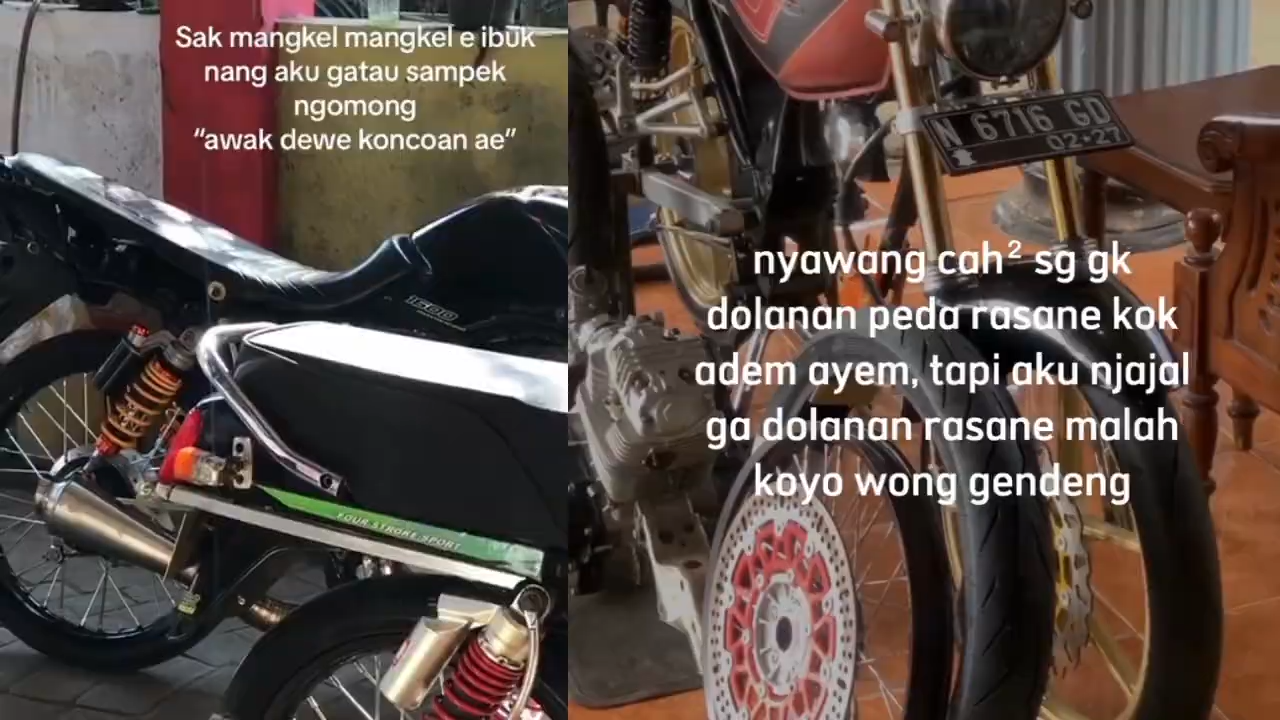 Sak mangkel mangkel e ibuk
nang aku gatau sampek
ngomong
“awak dewe koncoan ae”
YOUR STROKE SPORT
N 6716 GD
02•27
nyawang cah² sg gk
dolanan peda rasane kok
adem ayem, tapi aku njajal
ga dolanan rasane malah
koyo wong gendeng